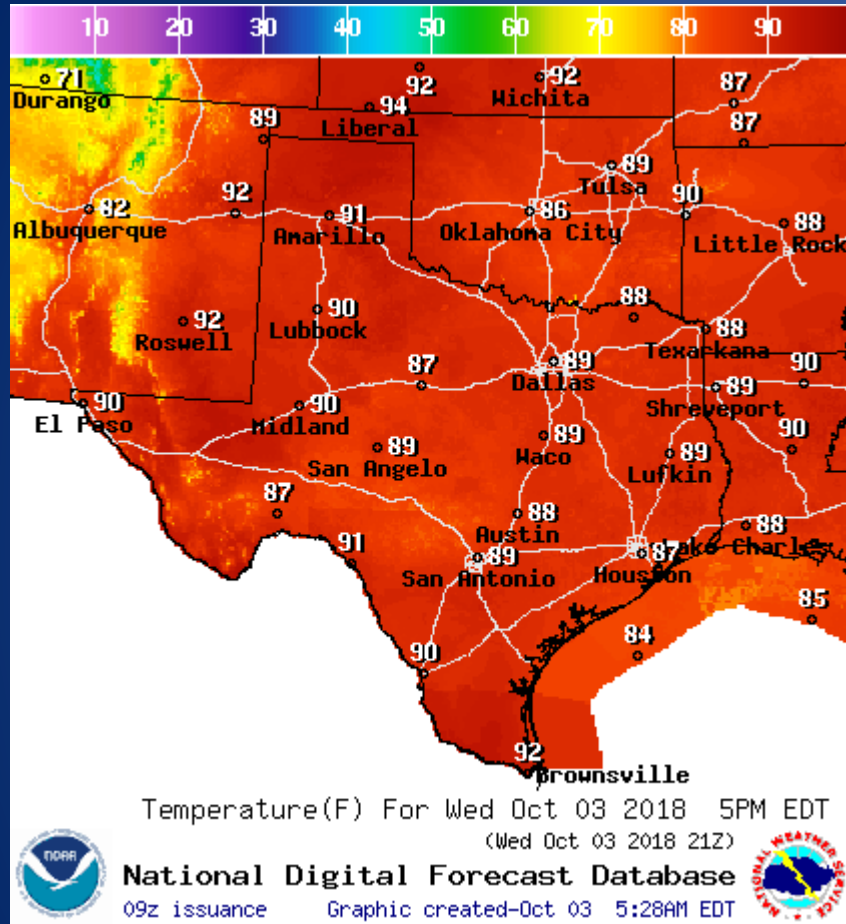 10 20 30 40 50 60 70 80 90
71
Durango
92
92
Wichita
94
Liberal
87
89
87
89
Tulsa
82
Albuquerque
92
91
Amarillo
86
Oklahoma City
90
88
Little Rock
92
Roswell
90
Lubbock
88
88
Texarkana
87
89
Dallas
90
89
Shreveport
90
El Paso
90
Midland
89
San Angelo
89
Waco
89
Lufkin
90
87
88
Austin
88
Lake Charles
91
89
San Antonio
87
Houston
85
84
90
92
Brownsville
Temperature(F) For Wed Oct 03 2018 5PM EDT
(Wed Oct 03 2018 21Z)
NOAA
National Digital Forecast Database
09z issuance Graphic created-Oct 03 5:28AM EDT
NATIONAL WEATHER SERVICE